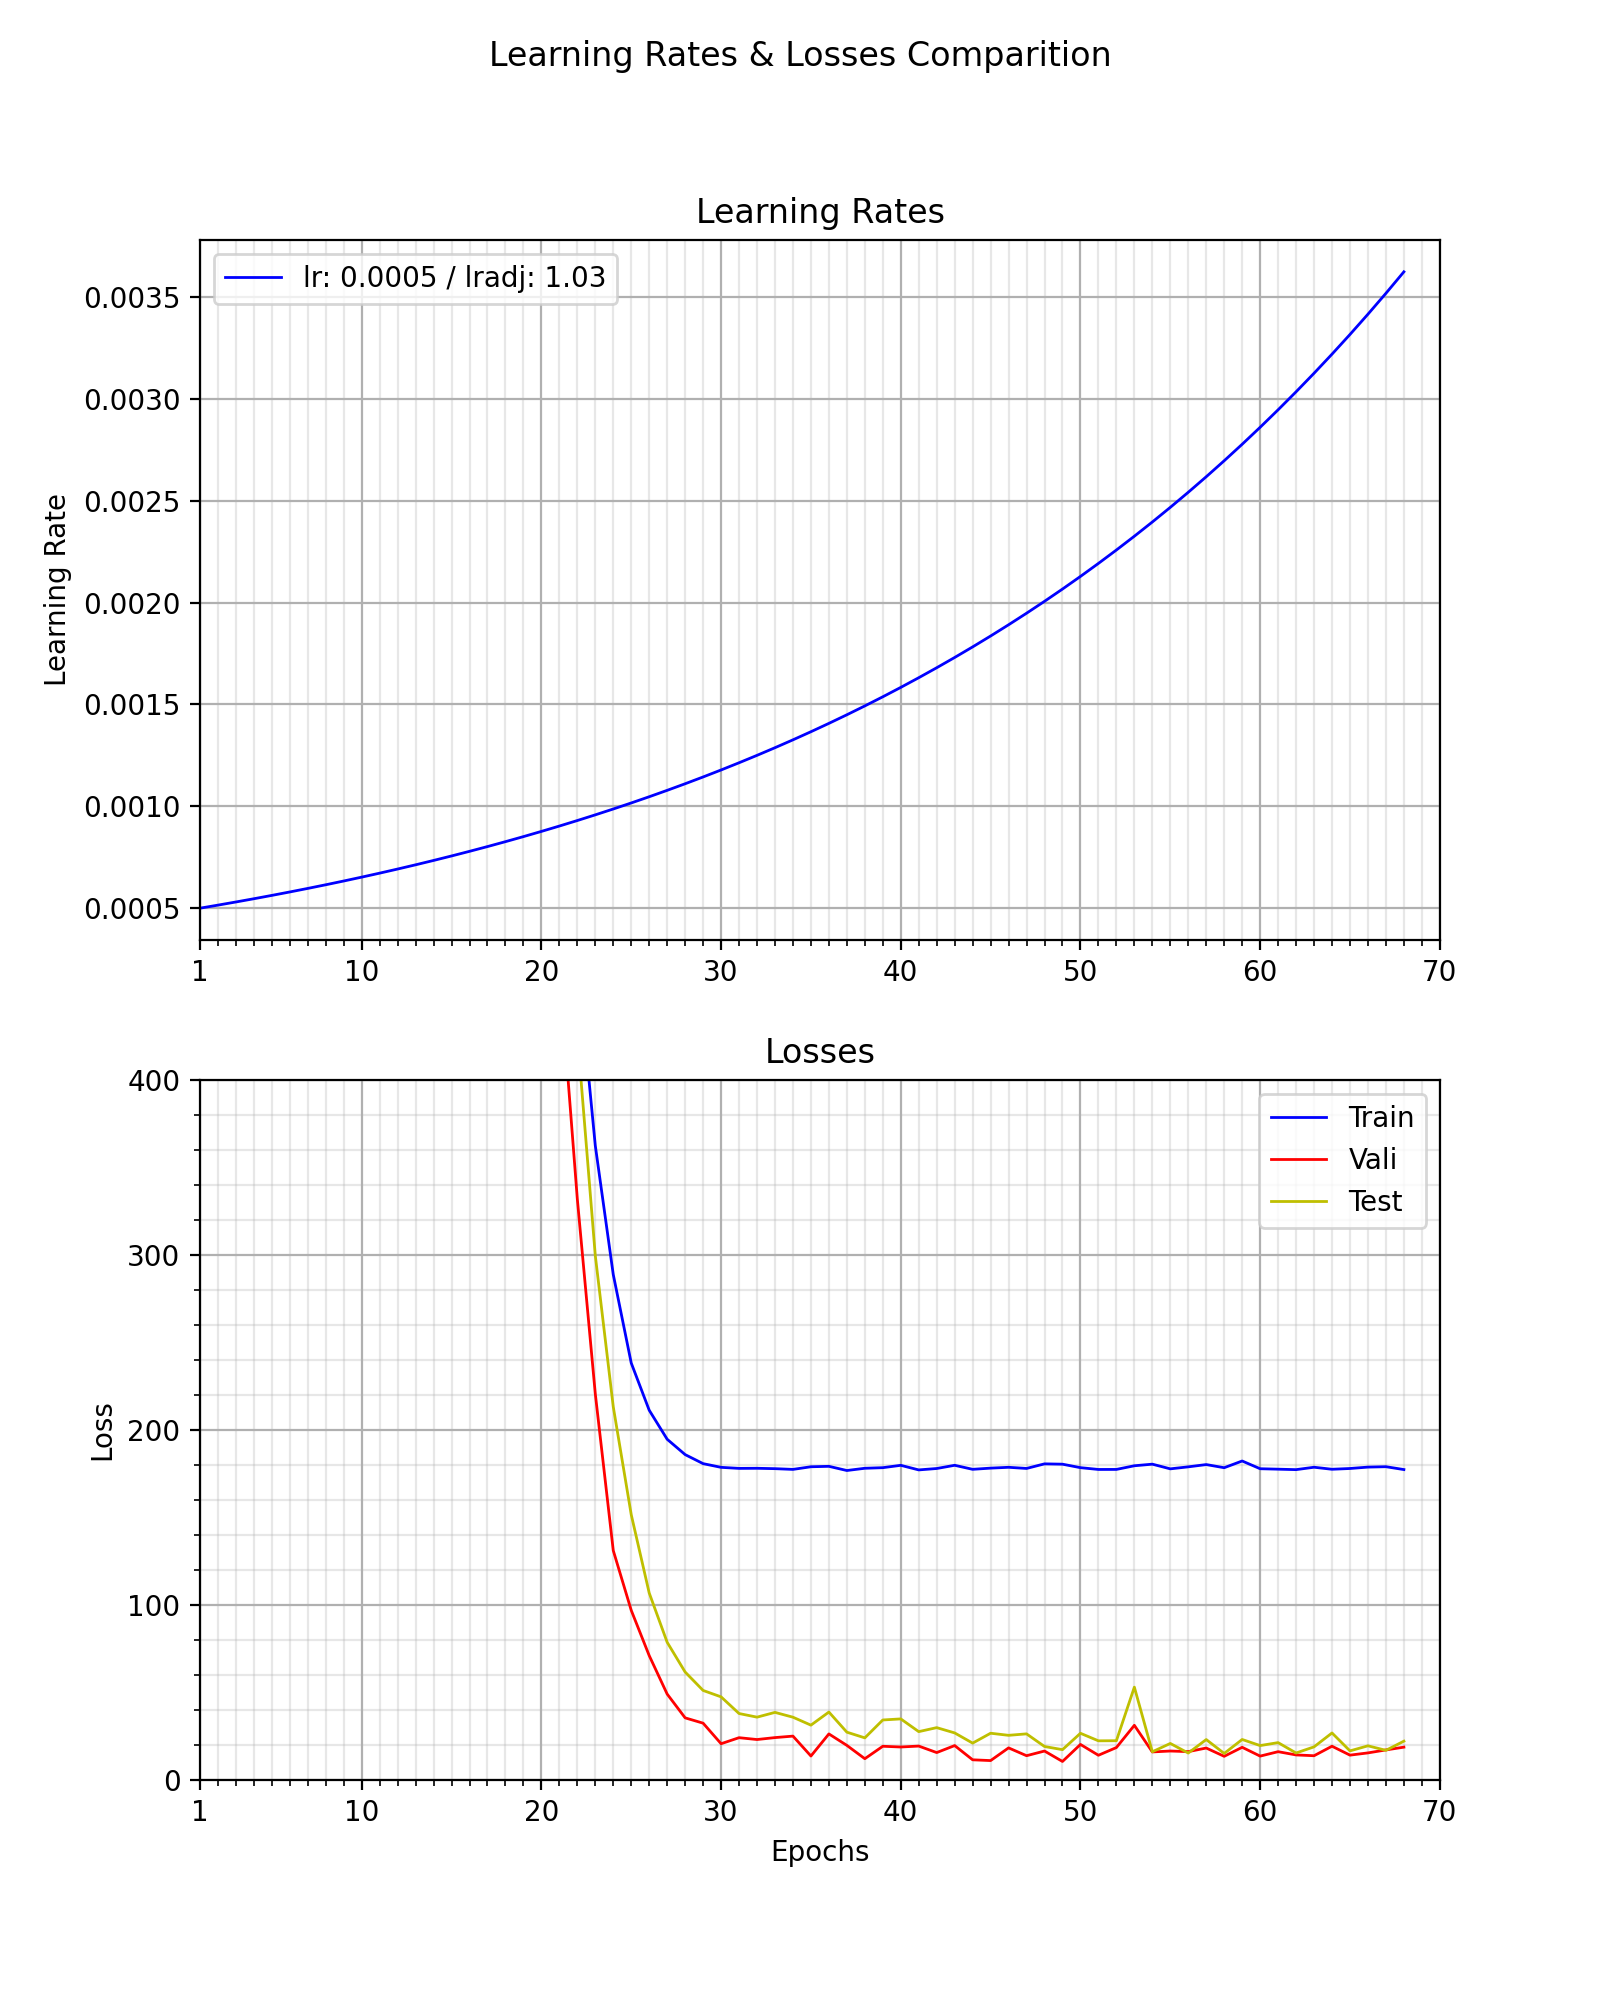 Learning Rates & Losses Comparition
Learning Rates
lr: 0.0005 / lradj: 1.03
Learning Rate
0.0035
0.0030
0.0025
0.0020
0.0015
0.0010
0.0005
1 10 20 30 40 50 60 70
Losses
Train
Vali
Test
Loss
400
300
200
100
0
1 10 20 30 40 50 60 70
Epochs